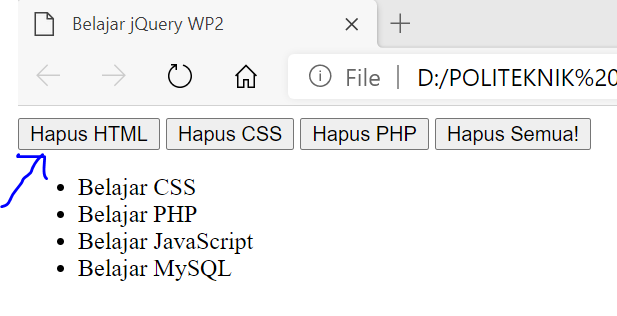 Belajar jQuery WP2
File | D:/POLITEKNIK%20
Hapus HTML Hapus CSS Hapus PHP Hapus Semua!
• Belajar CSS
• Belajar PHP
• Belajar JavaScript
• Belajar MySQL